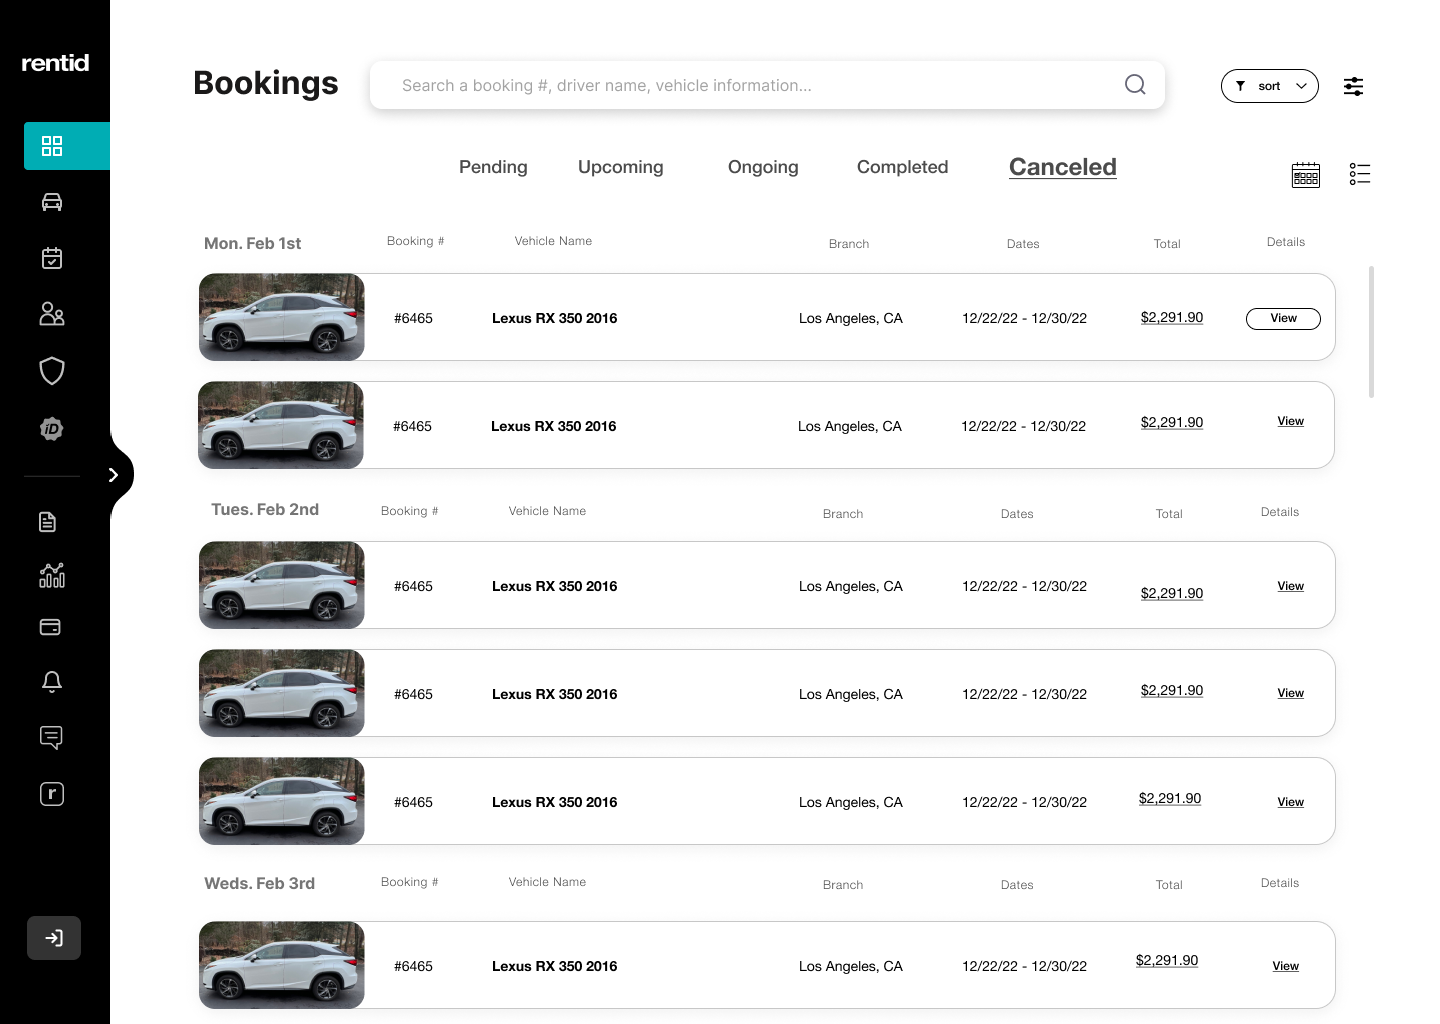 rentid
Bookings
Search a booking #, driver name, vehicle information...
sort
Pending Upcoming Ongoing Completed Canceled
Mon. Feb 1st Booking # Vehicle Name Branch Dates Total Details
#6465 Lexus RX 350 2016 Los Angeles, CA 12/22/22 - 12/30/22 $2,291.90 View
#6465 Lexus RX 350 2016 Los Angeles, CA 12/22/22 - 12/30/22 $2,291.90 View
Tues. Feb 2nd Booking # Vehicle Name Branch Dates Total Details
#6465 Lexus RX 350 2016 Los Angeles, CA 12/22/22 - 12/30/22 $2,291.90 View
#6465 Lexus RX 350 2016 Los Angeles, CA 12/22/22 - 12/30/22 $2,291.90 View
#6465 Lexus RX 350 2016 Los Angeles, CA 12/22/22 - 12/30/22 $2,291.90 View
Weds. Feb 3rd Booking # Vehicle Name Branch Dates Total Details
#6465 Lexus RX 350 2016 Los Angeles, CA 12/22/22 - 12/30/22 $2,291.90 View
iD
r